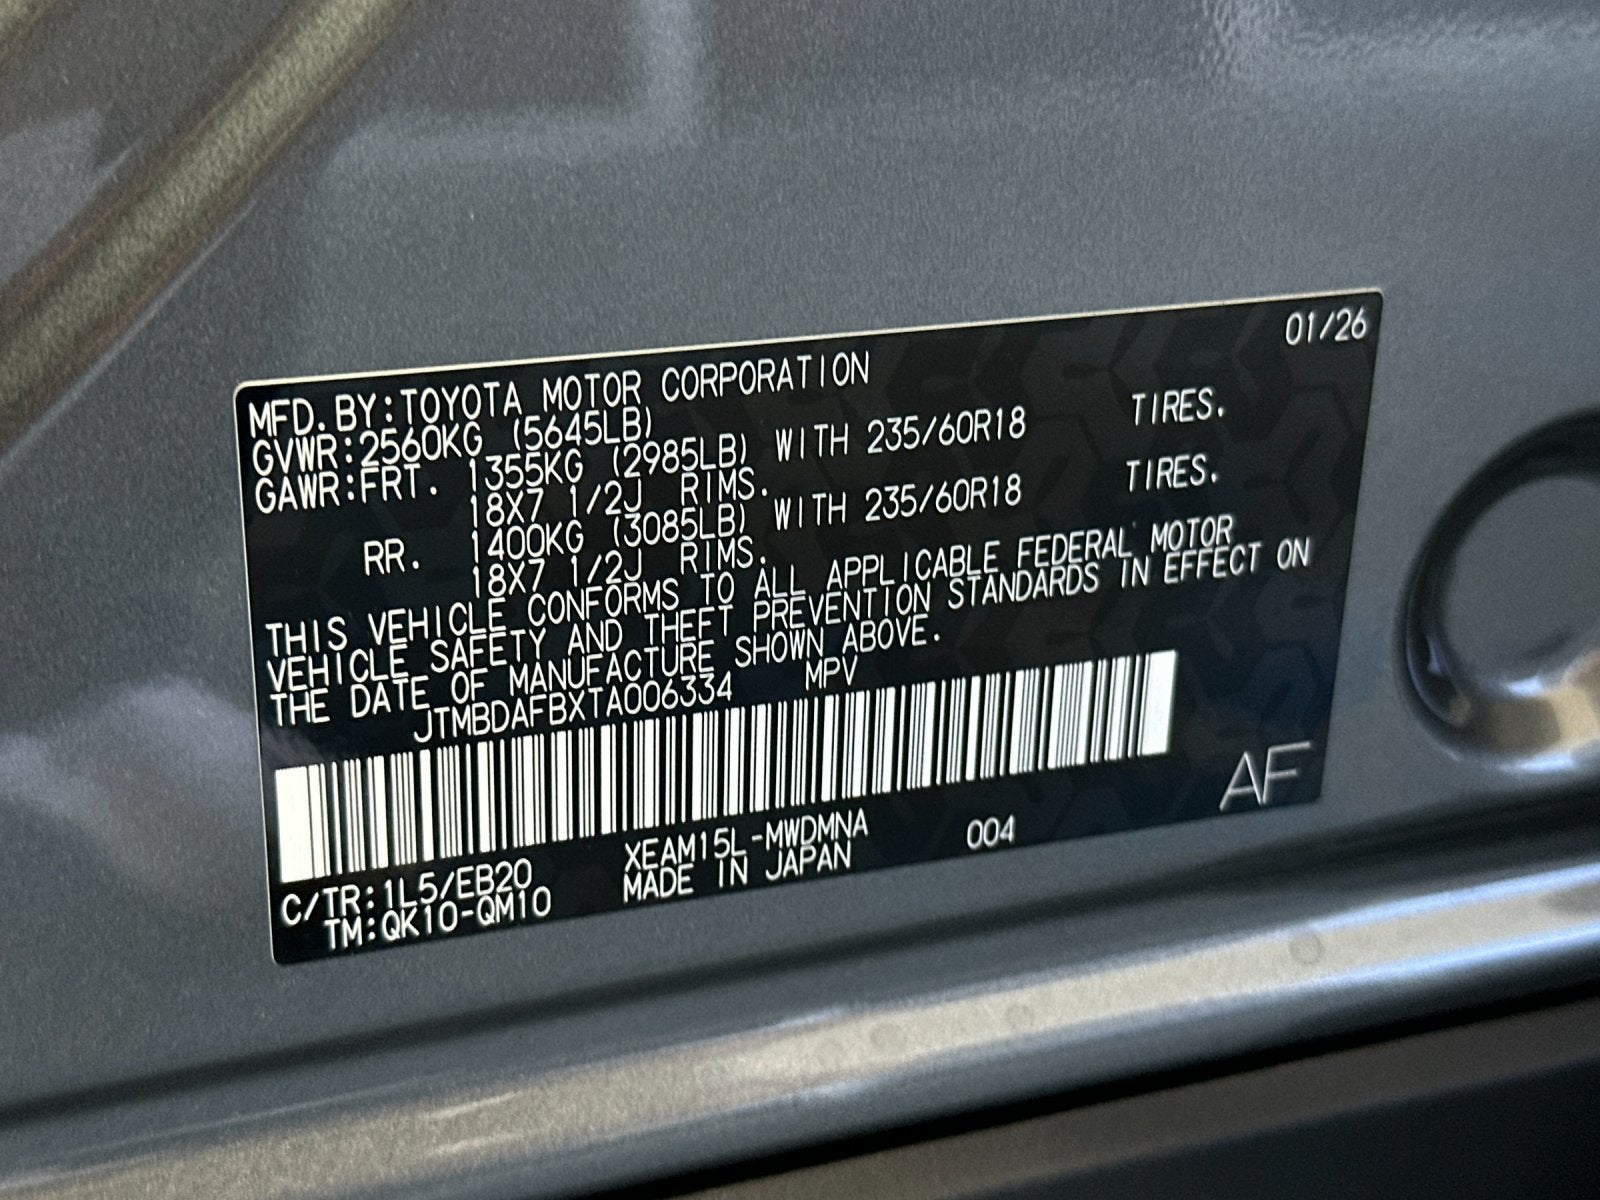 01/26
MFD.BY:TOYOTA MOTOR CORPORATION
GVWR:2560KG (5645LB)
GAWR:FRT. 1355KG (2985LB) WITH 235/60R18 TIRES.
18X7 1/2J RIMS.
RR. 1400KG (3085LB) WITH 235/60R18 TIRES.
18X7 1/2J RIMS.
THIS VEHICLE CONFORMS TO ALL APPLICABLE FEDERAL MOTOR
VEHICLE SAFETY AND THEFT PREVENTION STANDARDS IN EFFECT ON
THE DATE OF MANUFACTURE SHOWN ABOVE.
JTMBDAFBXTA006334 MPV
AF
C/TR:1L5/EB20 XEAM15L-MWDMNA 004
TM:QK10-QM10 MADE IN JAPAN